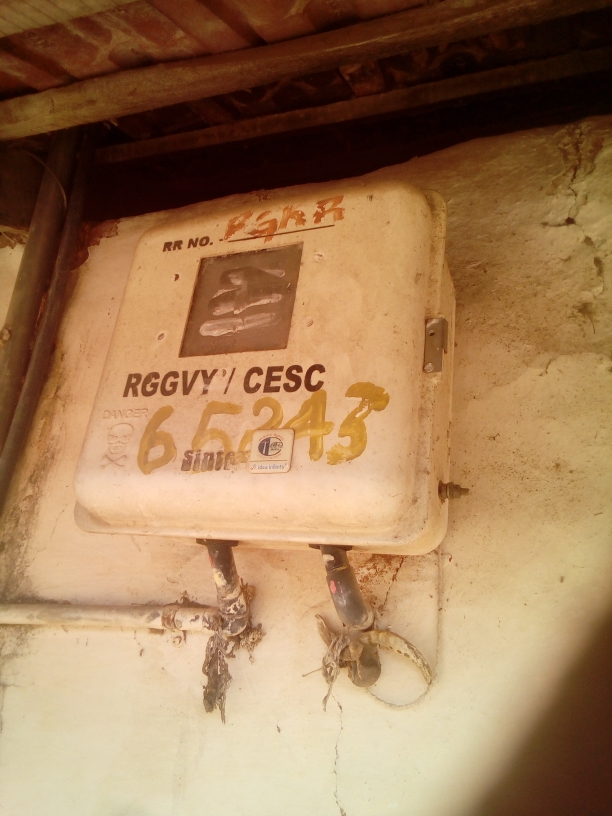 RR NO.
RGGVY / CESC
DANGER
65243
Sintex